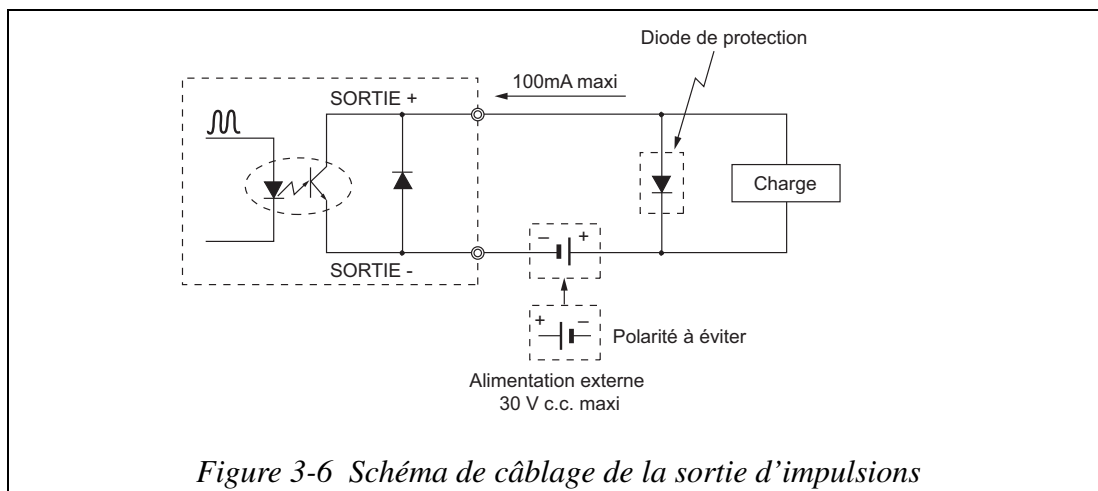 Diode de protection
100mA maxi
SORTIE +
Charge
– +
SORTIE -
+ –
Polarité à éviter
Alimentation externe
30 V c.c. maxi
Figure 3-6 Schéma de câblage de la sortie d’impulsions